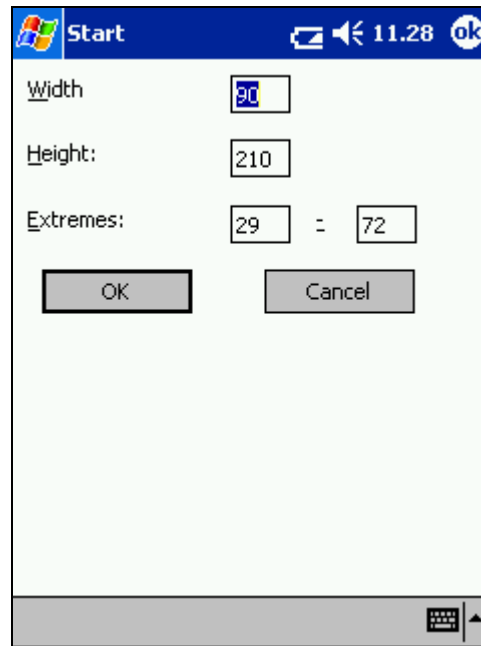 Start 11.28 ok
Width 90
Height: 210
Extremes: 29 - 72
OK Cancel